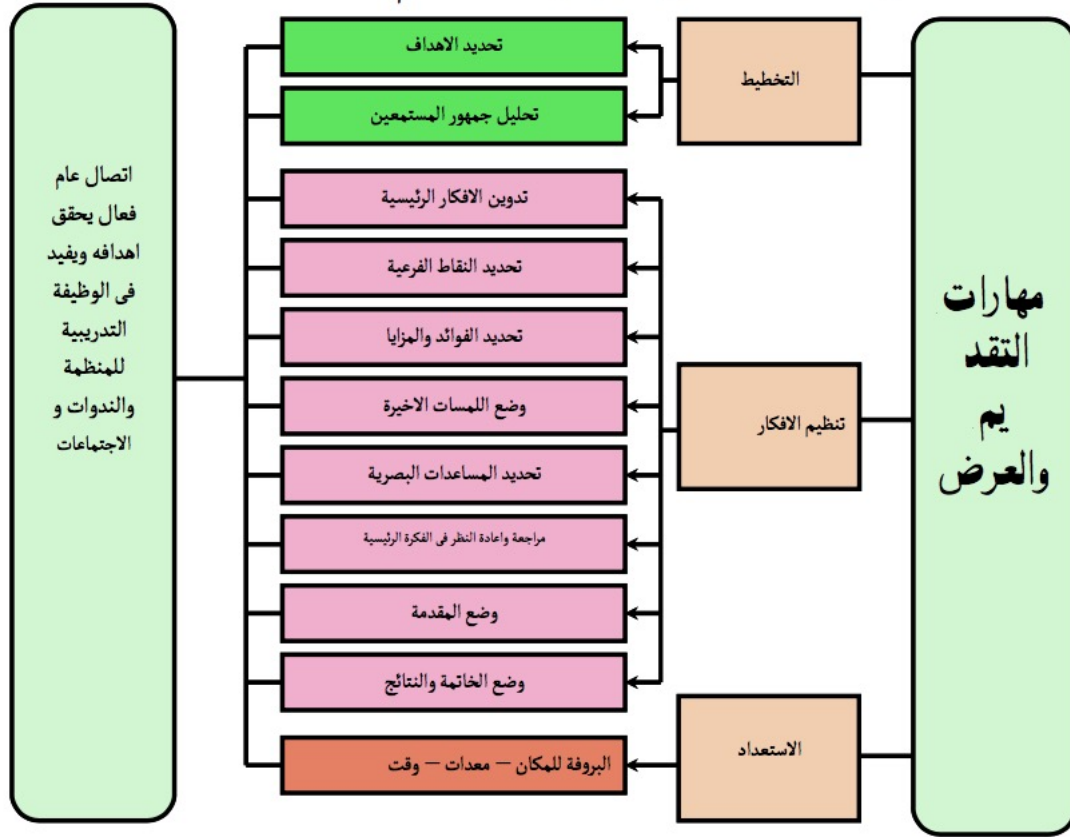 مهارات
التقد
يم
والعرض
التخطيط
تحديد الاهداف
تحليل جمهور المستمعين
تنظيم الافكار
تدوين الافكار الرئيسية
تحديد النقاط الفرعية
تحديد الفوائد والمزايا
وضع اللمسات الاخيرة
تحديد المساعدات البصرية
مراجعة واعادة النظر فى الفكرة الرئيسية
وضع المقدمة
وضع الخاتمة والنتائج
الاستعداد
البروفة للمكان – معدات – وقت
اتصال عام
فعال يحقق
اهدافه ويفيد
فى الوظيفة
التدريبية
للمنظمة
والندوات و
الاجتماعات